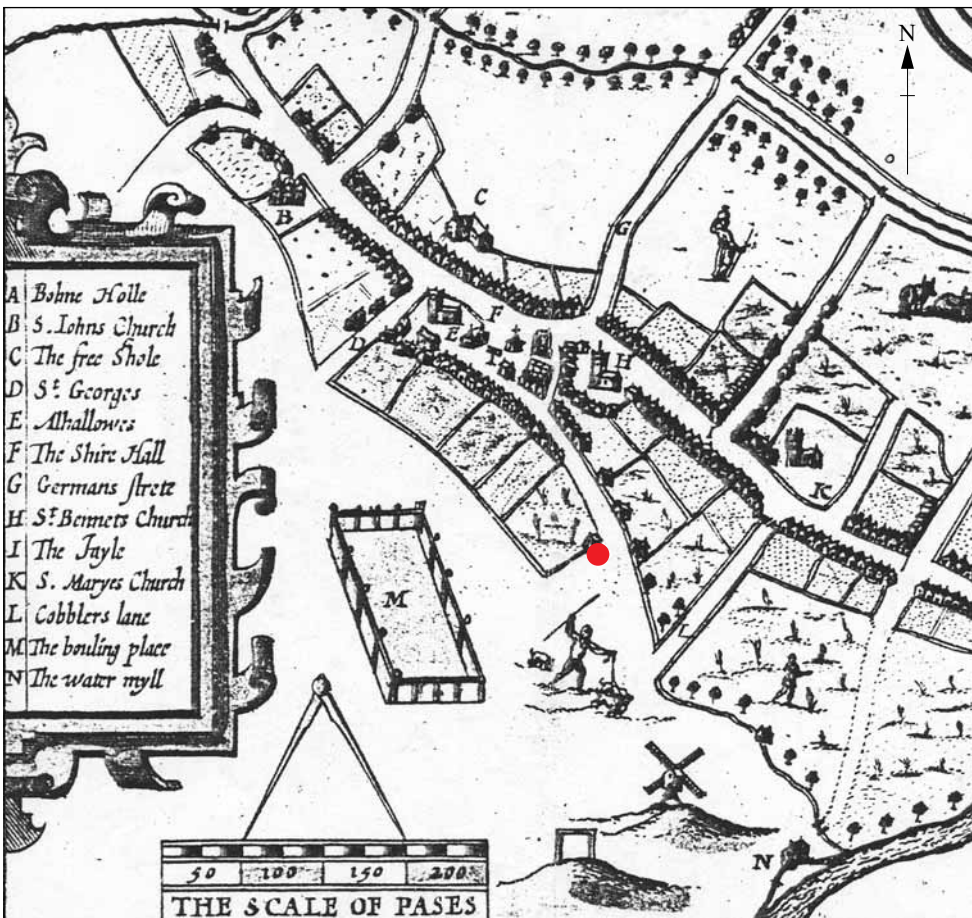 N
C
G
B
F
D
E
H
K
M
N
A Bohne Holle
B S. Iohns Church
C The free Shole
D St. Georges
E Alhallowes
F The Shire Hall
G Germans strete
H St. Bennets Church
I The Jayle
K S. Maryes Church
L Cobblers lane
M The bouling place
N The water myll
50 100 150 200
THE SCALE OF PASES